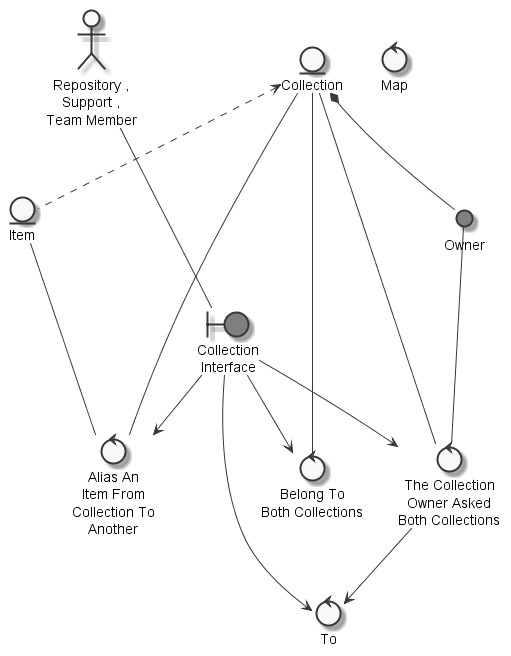 Repository ,
Support ,
Team Member
Collection
Map
Item
Owner
Collection
Interface
Alias An
Item From
Collection To
Another
Belong To
Both Collections
The Collection
Owner Asked
Both Collections
To